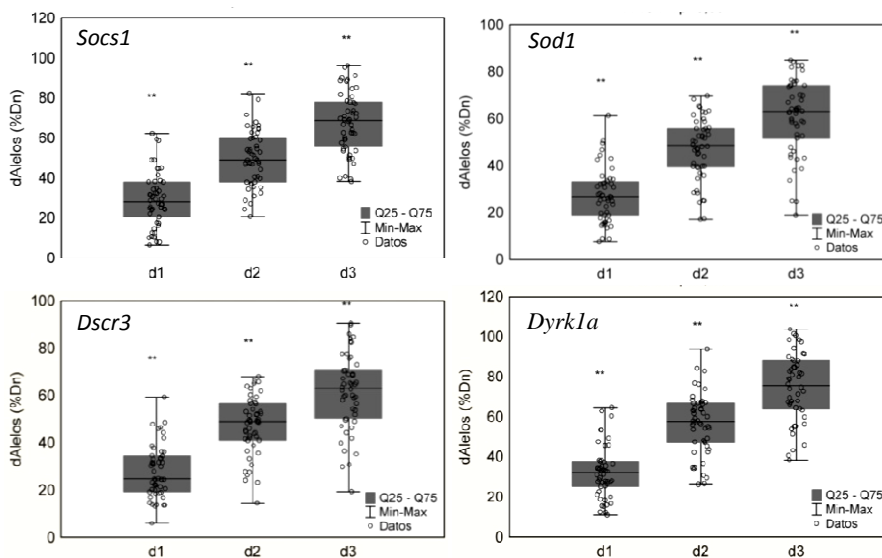 Socs1
dAlelos (%Dn)
120
100
80
60
40
20
0
** ** **
Q25 - Q75
Min-Max
Datos
d1 d2 d3
Sod1
dAlelos (%Dn)
100
80
60
40
20
0
** ** **
Q25 - Q75
Min-Max
Datos
d1 d2 d3
Dscr3
dAlelos (%Dn)
100
80
60
40
20
0
** ** **
Q25 - Q75
Min-Max
Datos
d1 d2 d3
Dyrk1a
dAlelos (%Dn)
120
100
80
60
40
20
0
** ** **
Q25 - Q75
Min-Max
Datos
d1 d2 d3